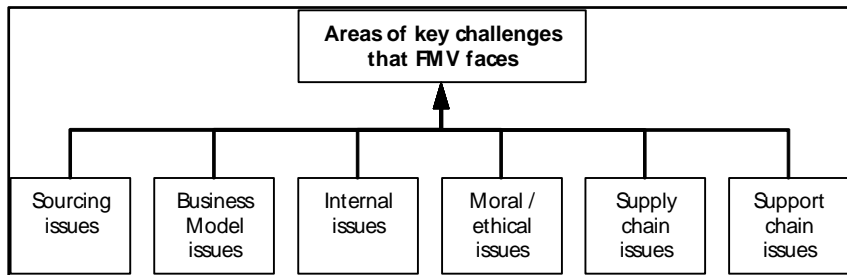 Areas of key challenges
that FMV faces
Sourcing
issues
Business
Model
issues
Internal
issues
Moral /
ethical
issues
Supply
chain
issues
Support
chain
issues